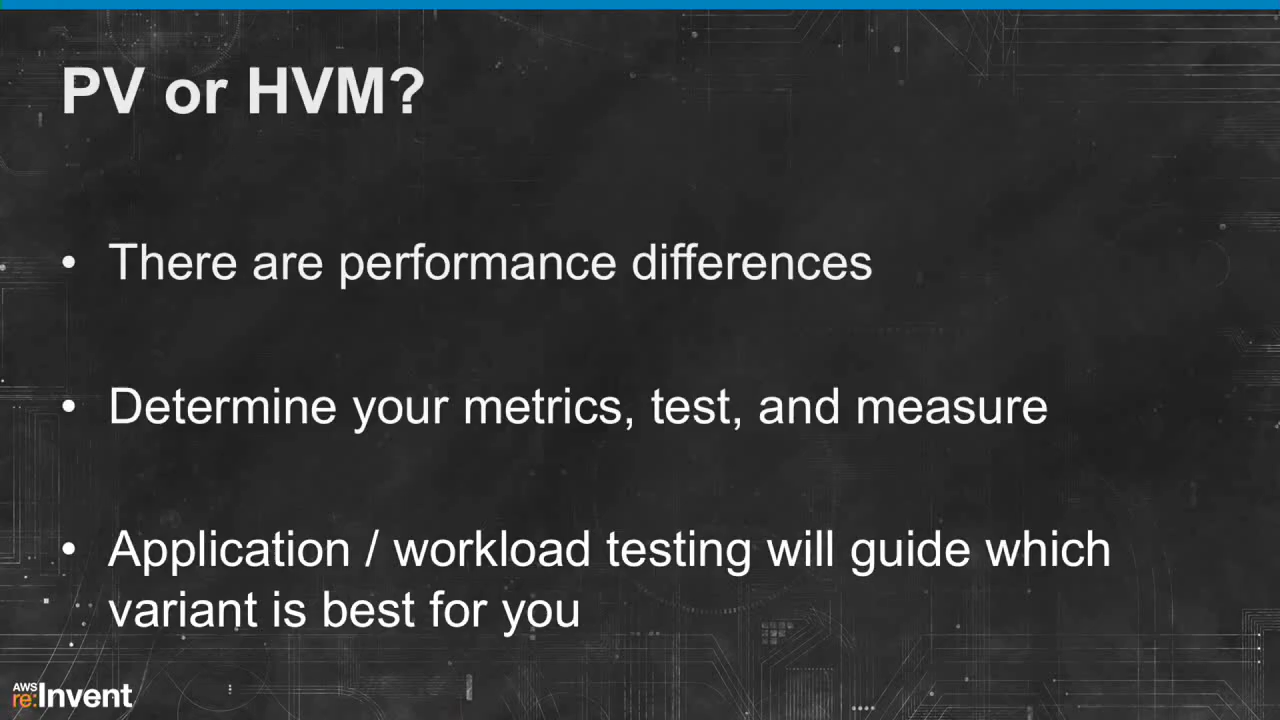 PV or HVM?
• There are performance differences
• Determine your metrics, test, and measure
• Application / workload testing will guide which
variant is best for you
AWS
re:Invent